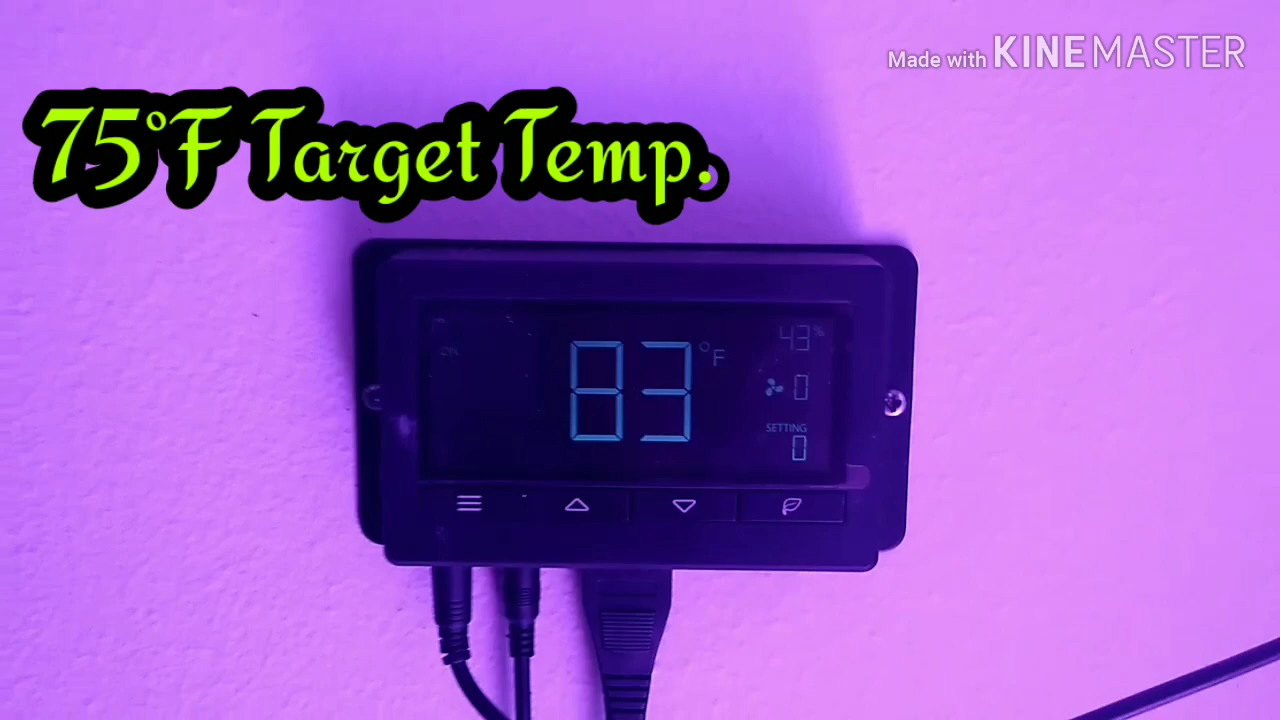 Made with KINEMASTER
75°F Target Temp.
43%
83 °F
0
SETTING
0